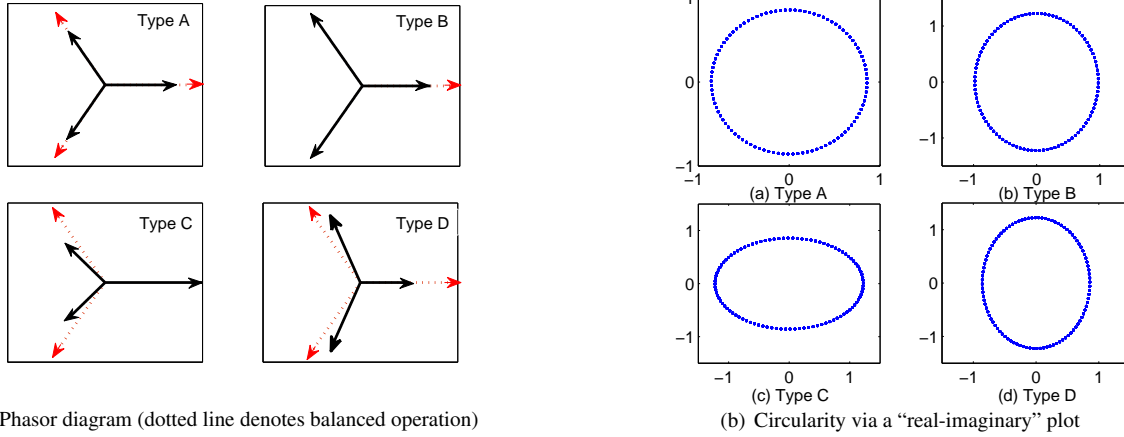 Type A
Type B
Type C
Type D
Phasor diagram (dotted line denotes balanced operation)
1
0
−1
−1 0 1
(a) Type A
1
0
−1
−1 0 1
(b) Type B
1
0
−1
−1 0 1
(c) Type C
1
0
−1
−1 0 1
(d) Type D
(b) Circularity via a “real-imaginary” plot